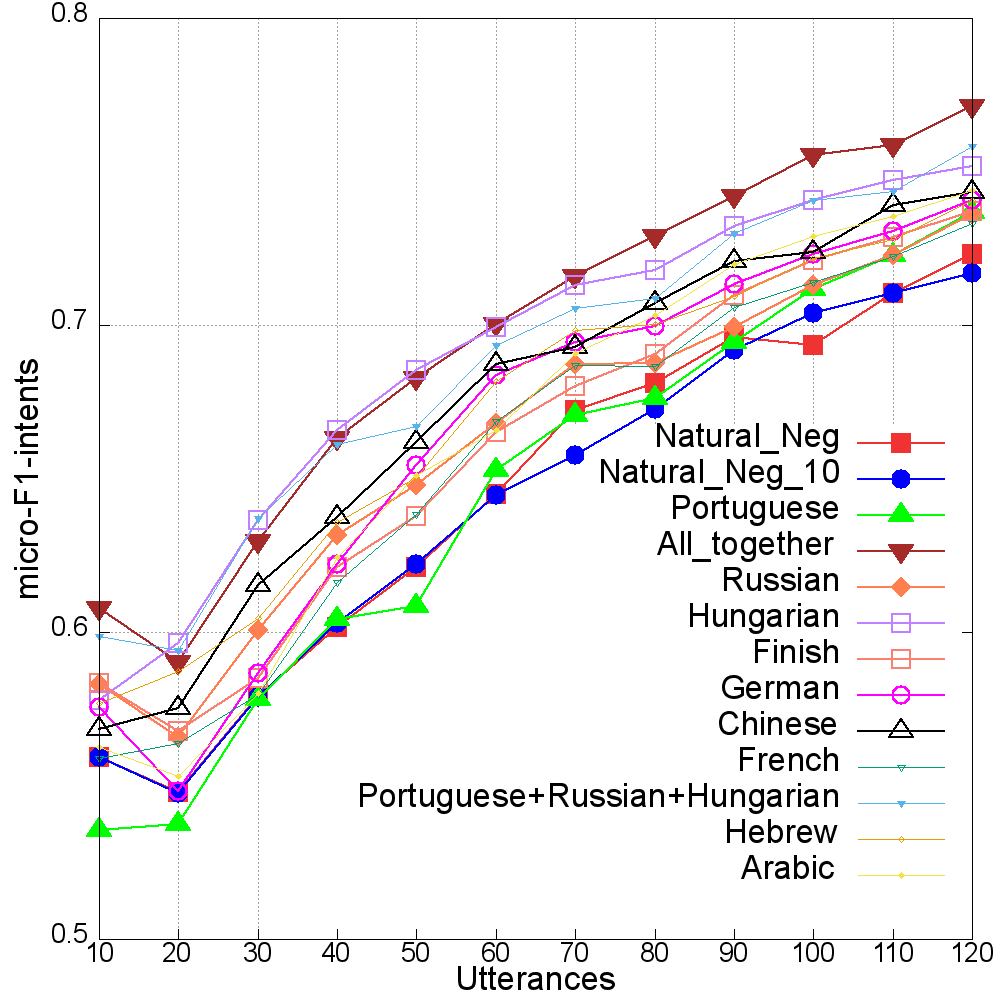 0.8
0.7
0.6
0.5
micro-F1-intents
Natural_Neg
Natural_Neg_10
Portuguese
All_together
Russian
Hungarian
Finish
German
Chinese
French
Portuguese+Russian+Hungarian
Hebrew
Arabic
10 20 30 40 50 60 70 80 90 100 110 120
Utterances